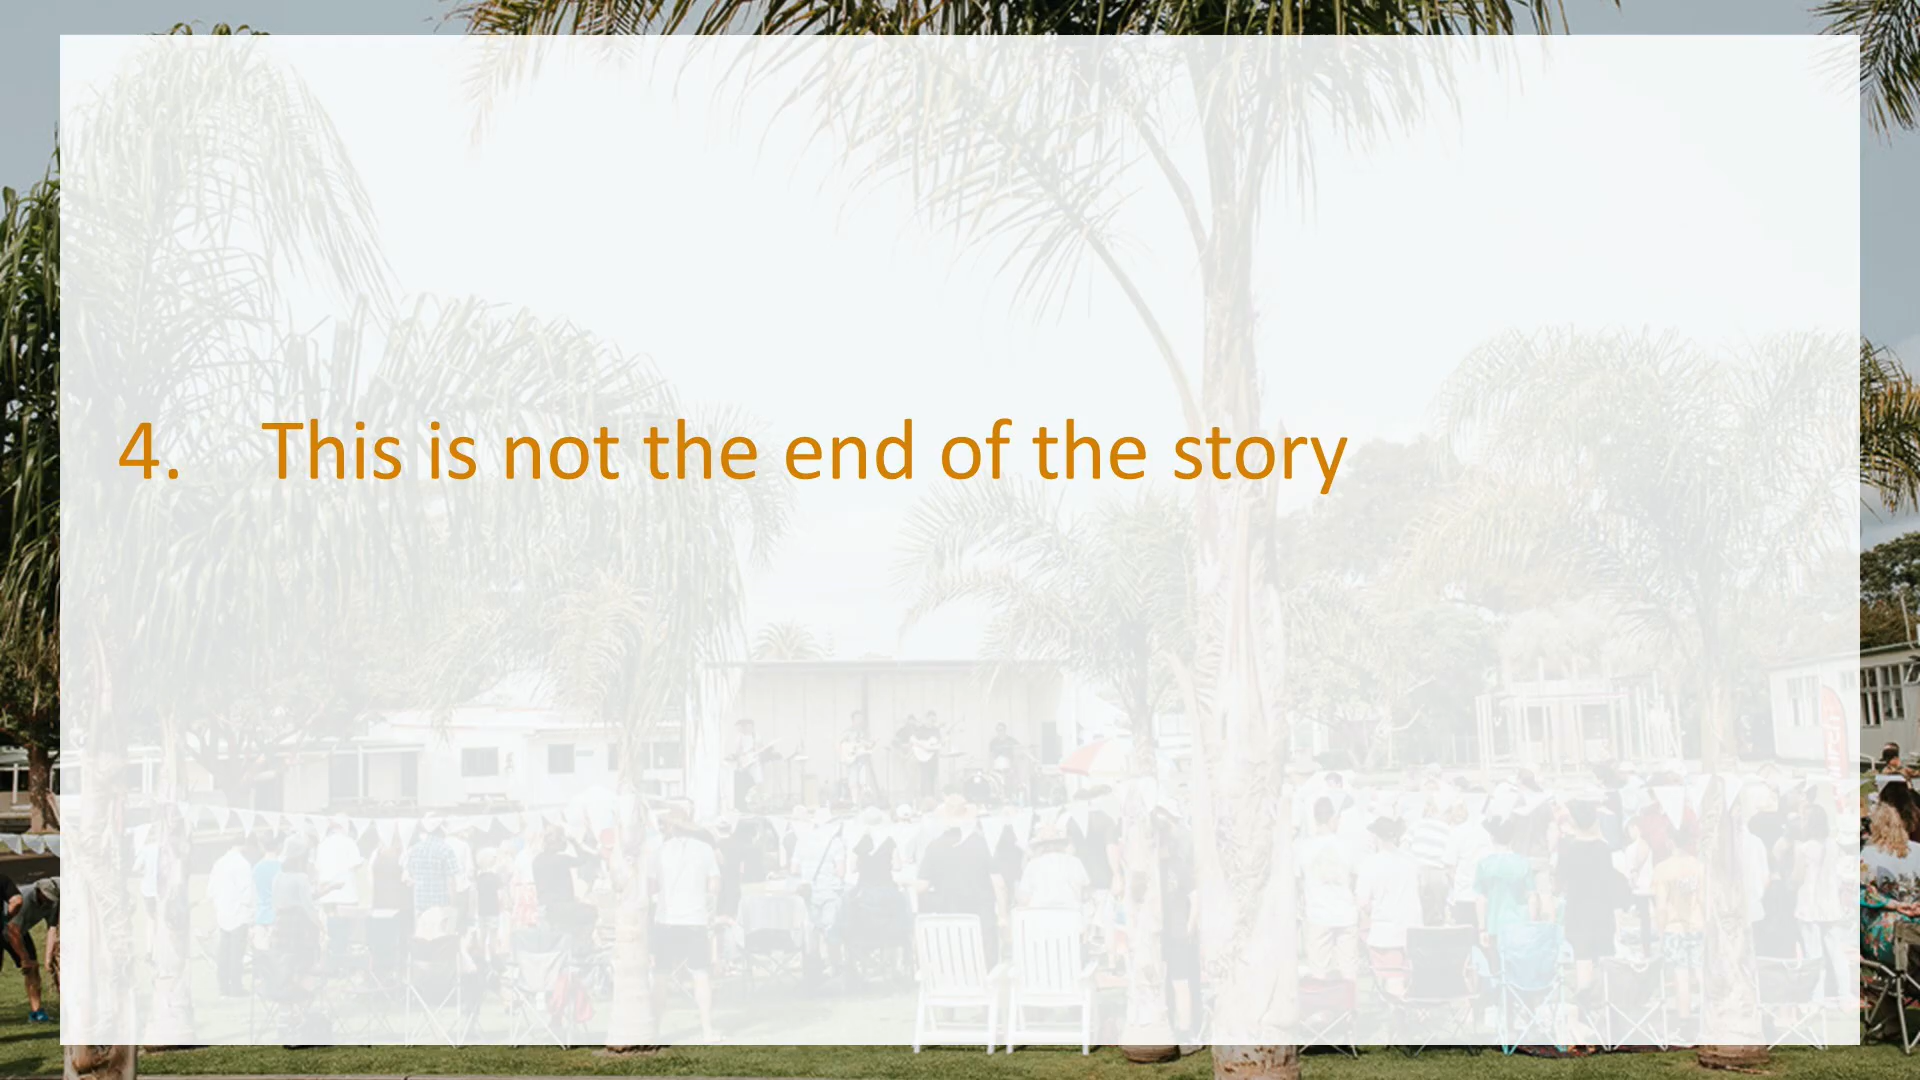 4. This is not the end of the story